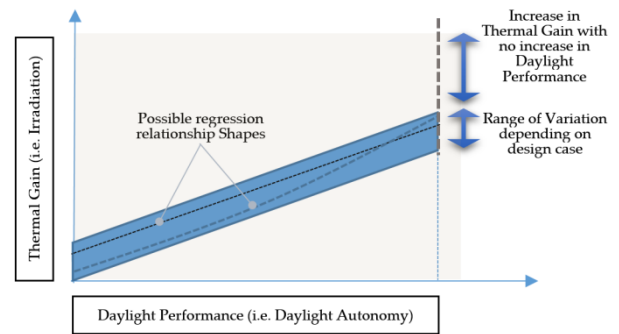 Increase in
Thermal Gain with
no increase in
Daylight
Performance
Possible regression
relationship Shapes
Range of Variation
depending on
design case
Thermal Gain (i.e. Irradiation)
Daylight Performance (i.e. Daylight Autonomy)